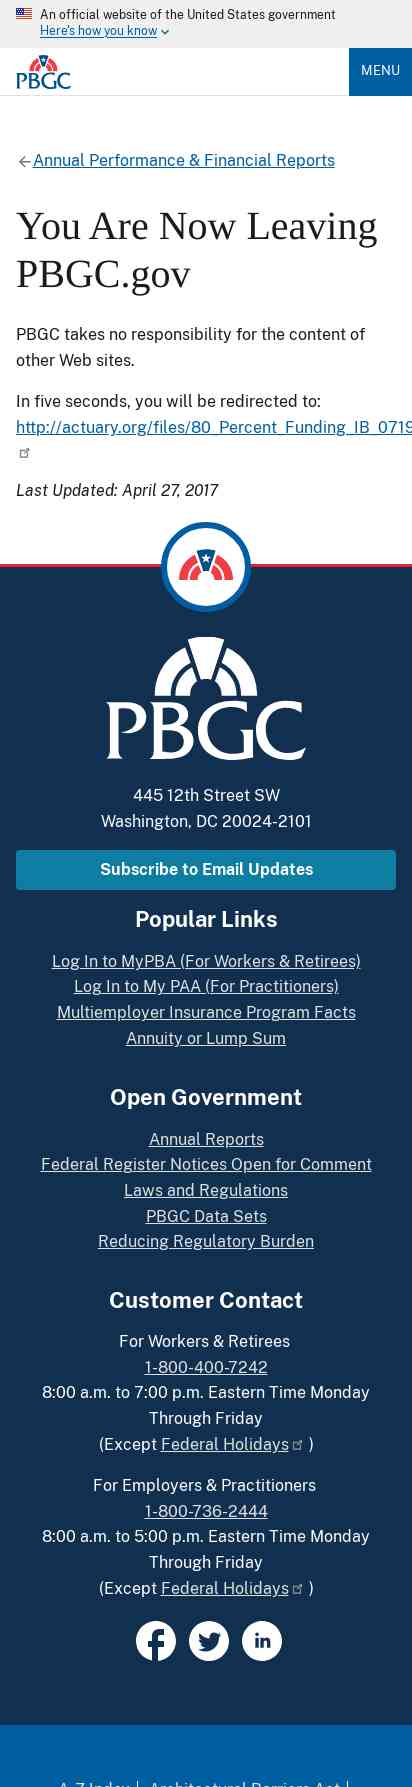 An official website of the United States government
Here's how you know
PBGC
MENU
Annual Performance & Financial Reports
You Are Now Leaving
PBGC.gov
PBGC takes no responsibility for the content of
other Web sites.
In five seconds, you will be redirected to:
http://actuary.org/files/80_Percent_Funding_IB_0719
Last Updated: April 27, 2017
PBGC
445 12th Street SW
Washington, DC 20024-2101
Subscribe to Email Updates
Popular Links
Log In to MyPBA (For Workers & Retirees)
Log In to My PAA (For Practitioners)
Multiemployer Insurance Program Facts
Annuity or Lump Sum
Open Government
Annual Reports
Federal Register Notices Open for Comment
Laws and Regulations
PBGC Data Sets
Reducing Regulatory Burden
Customer Contact
For Workers & Retirees
1-800-400-7242
8:00 a.m. to 7:00 p.m. Eastern Time Monday
Through Friday
(Except Federal Holidays )
For Employers & Practitioners
1-800-736-2444
8:00 a.m. to 5:00 p.m. Eastern Time Monday
Through Friday
(Except Federal Holidays )
A-Z Index | Architectural Barriers Act |